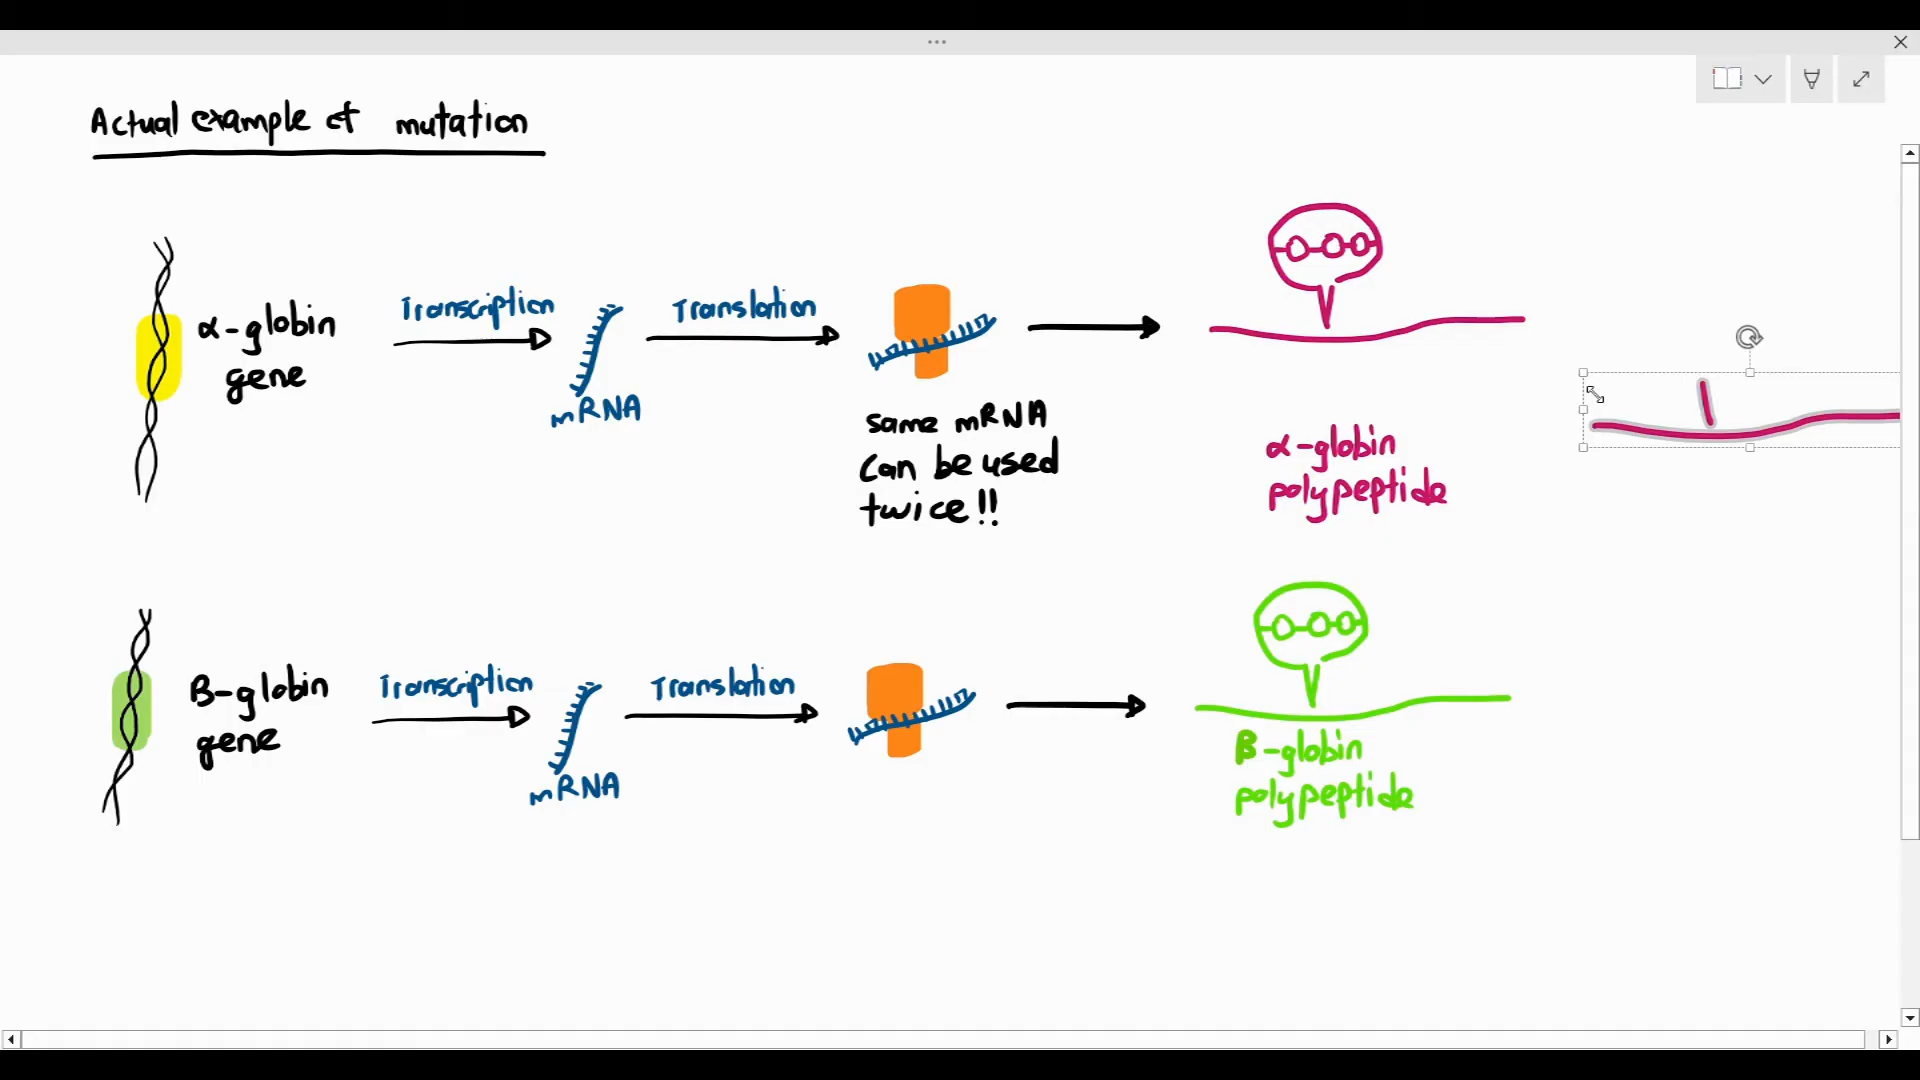 Actual example of mutation
α-globin
gene
Transcription
mRNA
Translation
same mRNA
can be used
twice!!
α-globin
polypeptide
B-globin
gene
Transcription
mRNA
Translation
B-globin
polypeptide